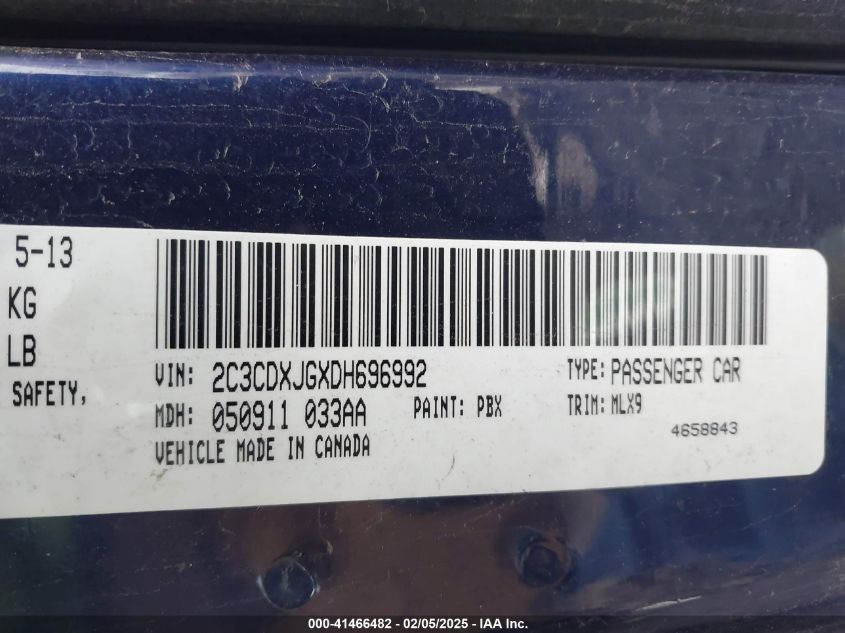 5-13
KG
LB
SAFETY,
VIN: 2C3CDXJGXDH696992 TYPE: PASSENGER CAR
MDH: 050911 033AA PAINT: PBX TRIM: MLX9
VEHICLE MADE IN CANADA 4658843
000-41466482 - 02/05/2025 - IAA Inc.